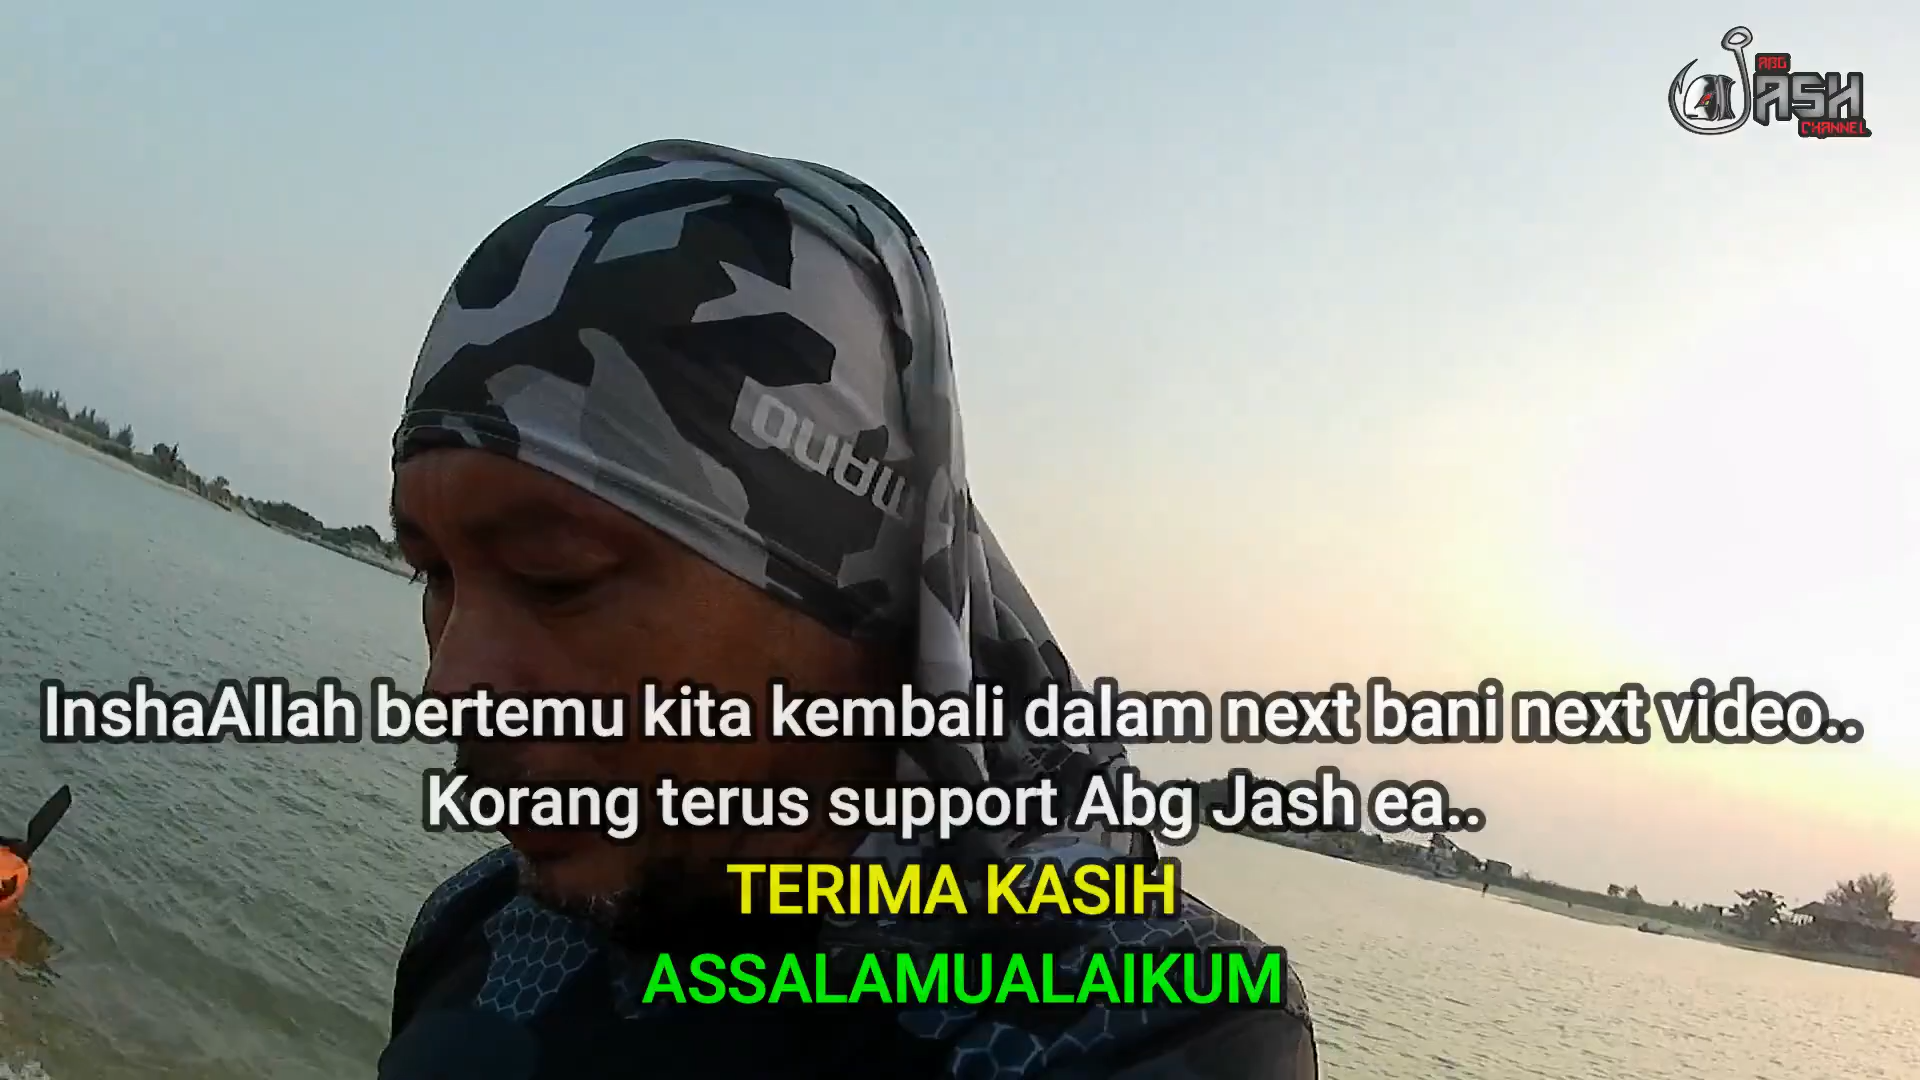 ABG
JASH
CHANNEL
InshaAllah bertemu kita kembali dalam next bani next video..
Korang terus support Abg Jash ea..
TERIMA KASIH
ASSALAMUALAIKUM